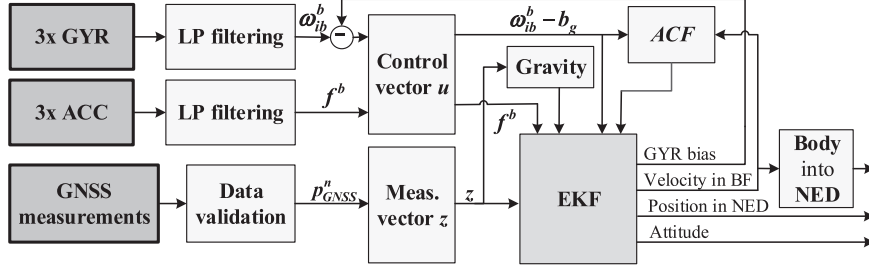 3x GYR
LP filtering
ω_ib^b
−
Control
vector u
ω_ib^b − b_g
ACF
Gravity
3x ACC
LP filtering
f^b
f^b
GNSS
measurements
Data
validation
p_GNSS^n
Meas.
vector z
z
EKF
GYR bias
Velocity in BF
Position in NED
Attitude
Body
into
NED